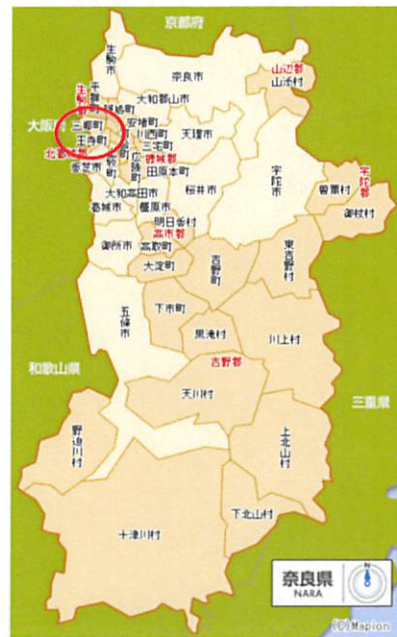 京都府
生駒市
奈良市
山辺郡
山添村
平群町
大和郡山市
生駒郡
斑鳩町
安堵町
大阪府
三郷町
川西町
天理市
王寺町
三宅町
北葛城郡
広陵町
磯城郡
田原本町
香芝市
桜井市
宇陀市
宇陀郡
曽爾村
大和高田市
御杖村
葛城市
橿原市
明日香村
高市郡
御所市
高取町
大淀町
吉野町
東吉野村
五條市
下市町
黒滝村
川上村
和歌山県
吉野郡
天川村
三重県
野迫川村
上北山村
下北山村
十津川村
奈良県
NARA
N
(C)Mapion